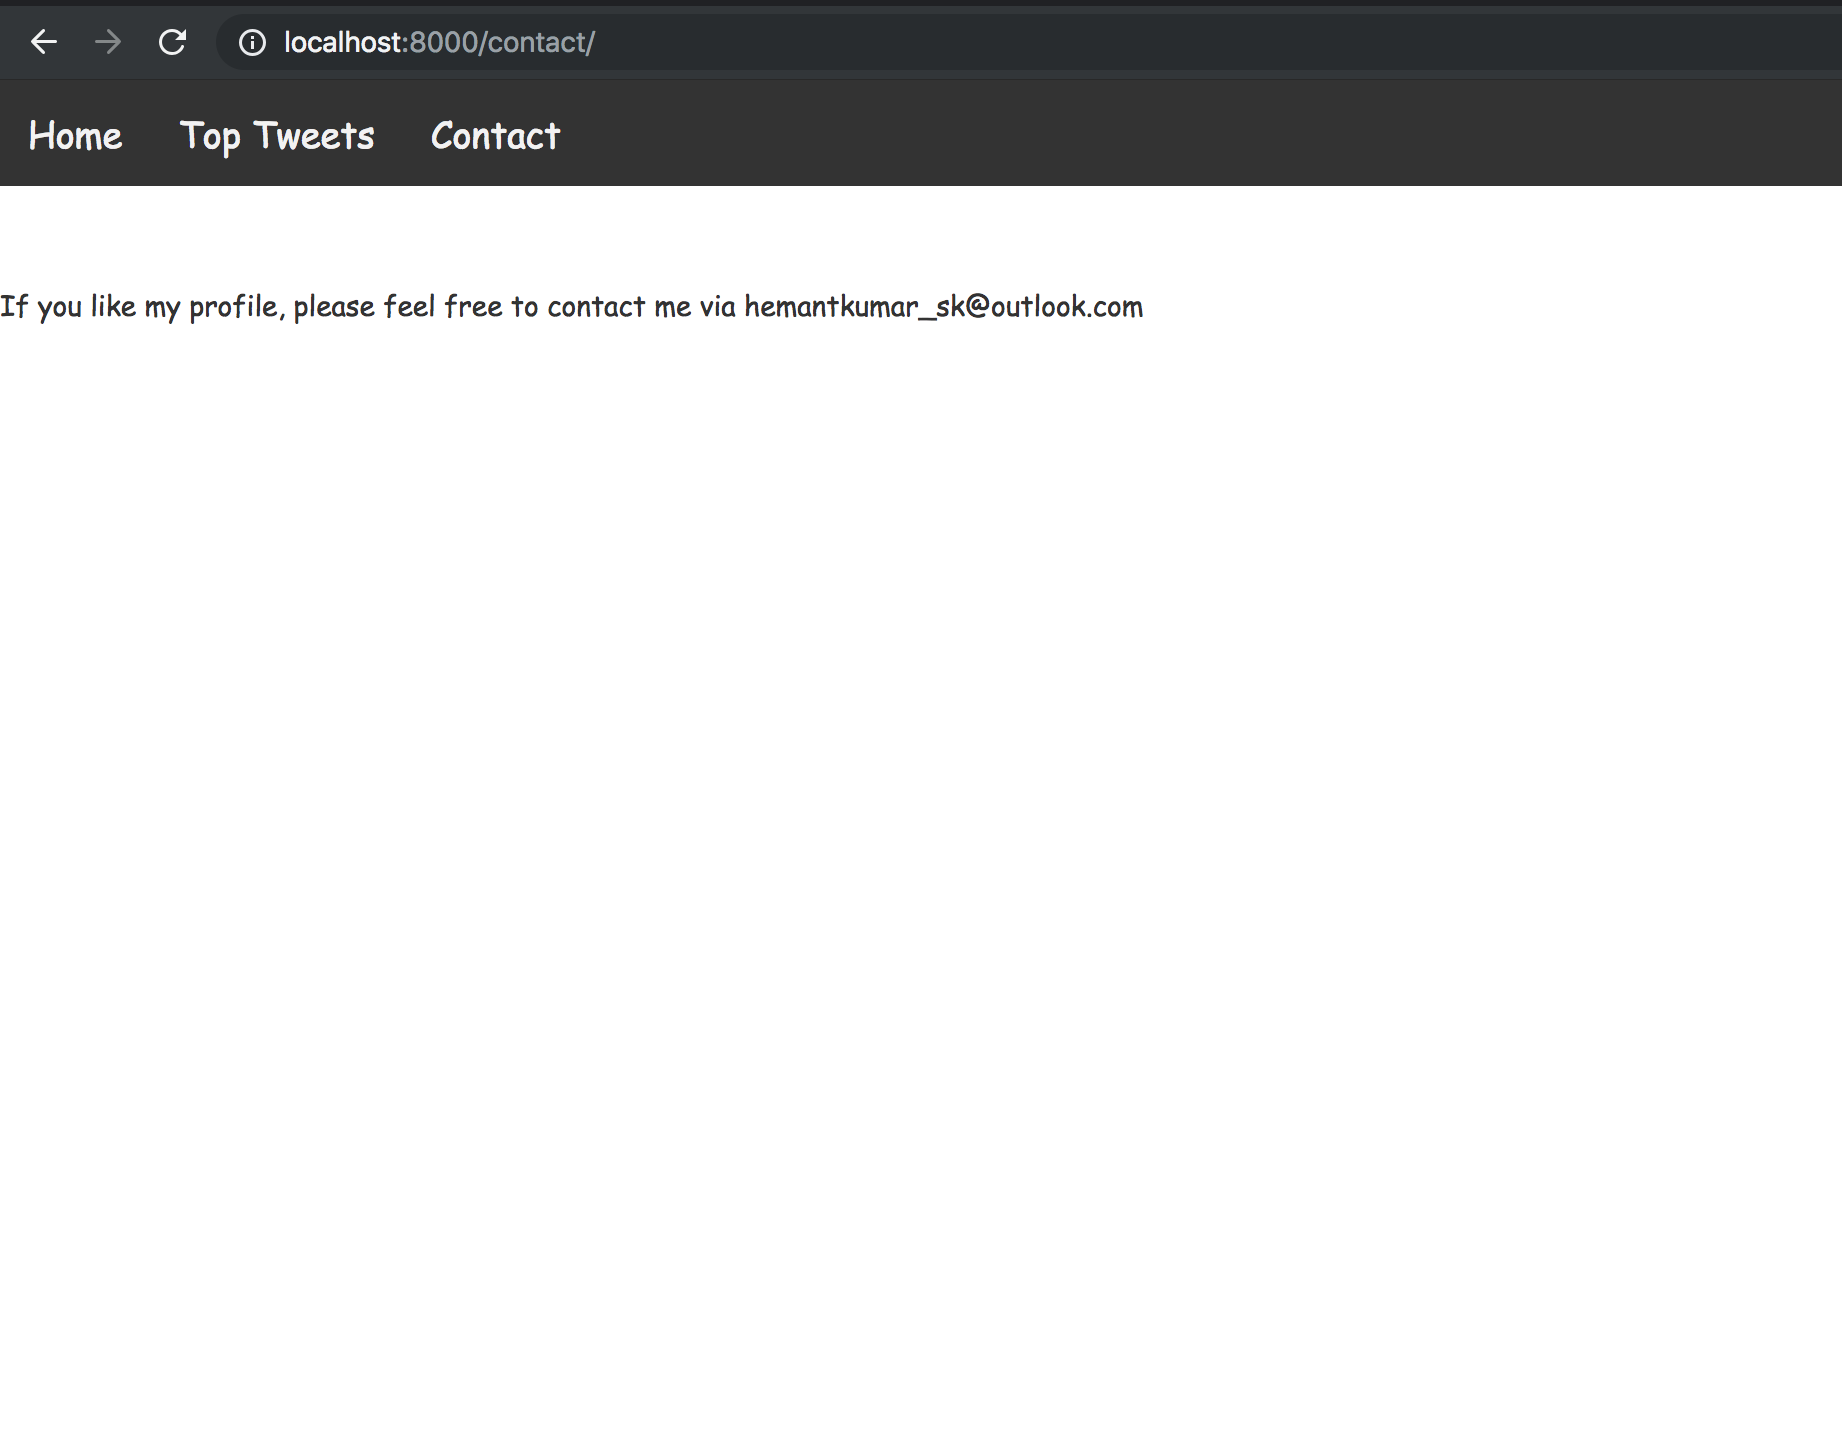 localhost:8000/contact/
Home Top Tweets Contact
If you like my profile, please feel free to contact me via hemantkumar_sk@outlook.com